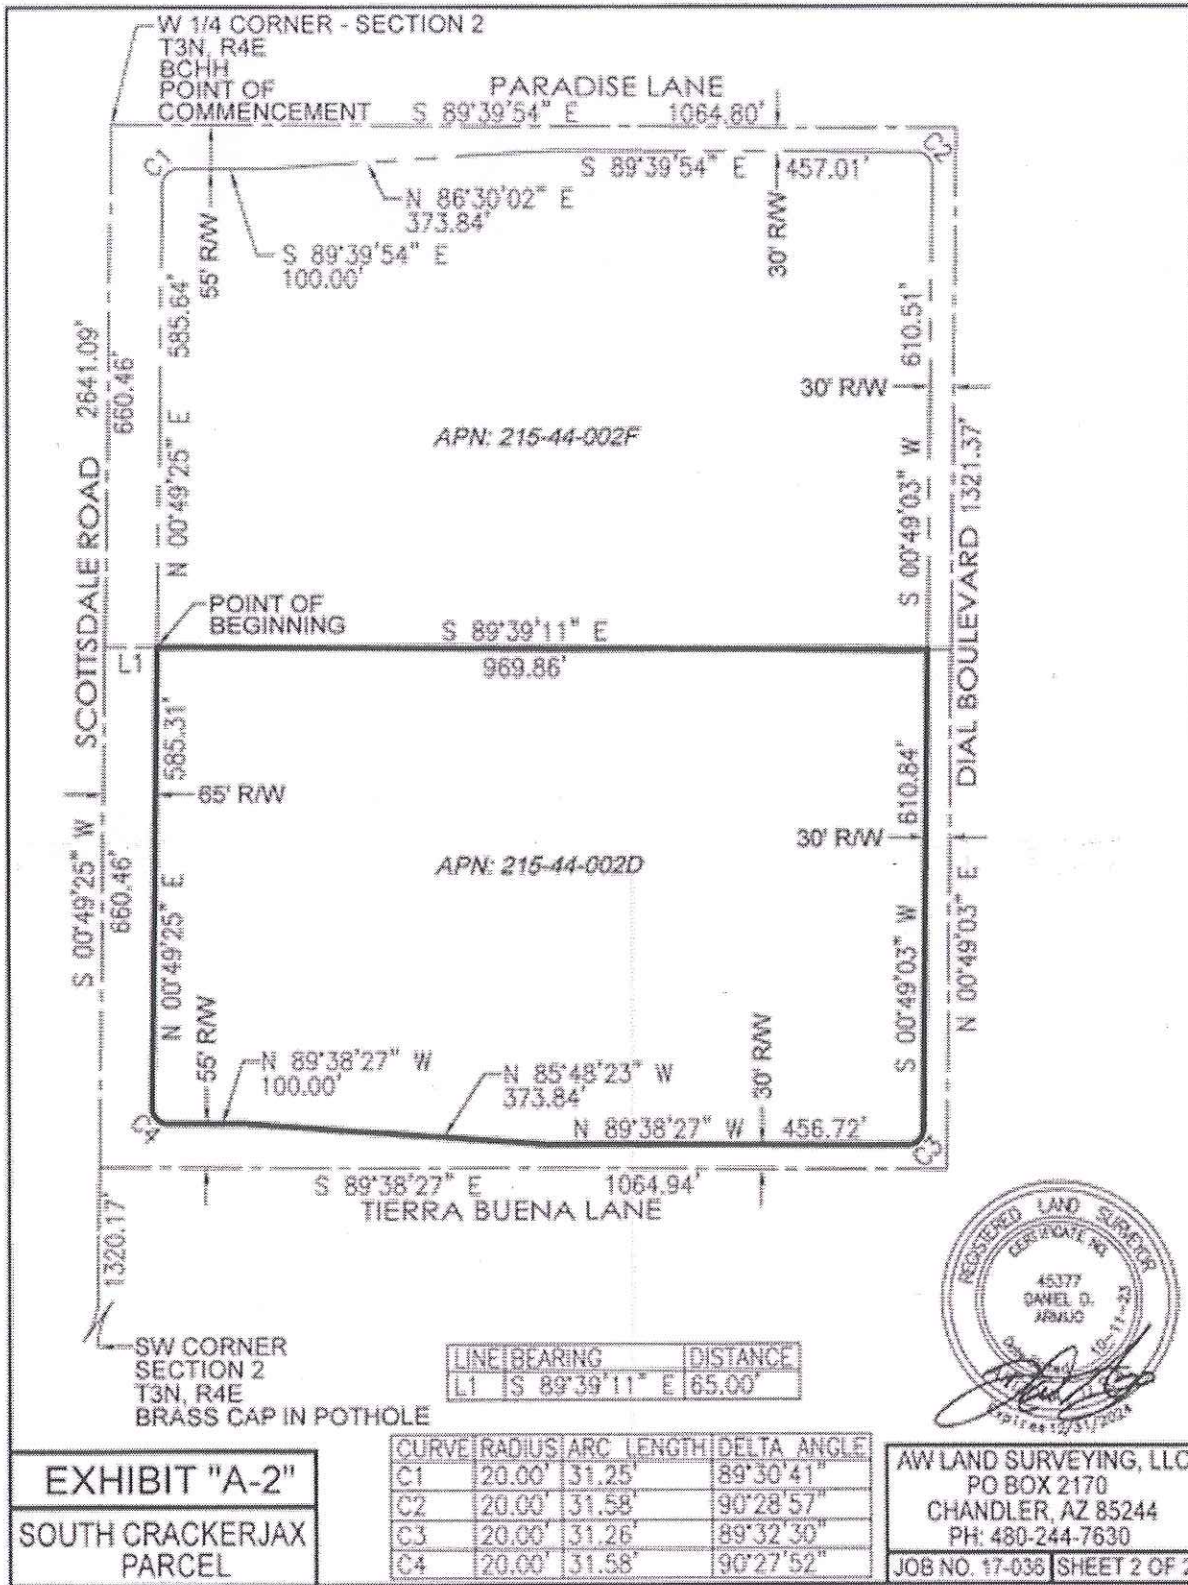 W 1/4 CORNER - SECTION 2
T3N, R4E
BCHH
POINT OF
COMMENCEMENT
PARADISE LANE
S 89°39'54" E 1064.80'
C1
C2
S 89°39'54" E 457.01'
N 86°30'02" E
373.84'
S 89°39'54" E
100.00'
55' R/W
30' R/W
585.64'
N 00°49'25" E
2641.09'
660.46'
SCOTTSDALE ROAD
610.51'
30' R/W
S 00°49'03" W
1321.37'
DIAL BOULEVARD
APN: 215-44-002F
POINT OF
BEGINNING
S 89°39'11" E
969.86'
L1
585.31'
65' R/W
N 00°49'25" E
S 00°49'25" W
660.46'
APN: 215-44-002D
610.84'
30' R/W
S 00°49'03" W
N 00°49'03" E
55' R/W
N 89°38'27" W
100.00'
N 85°48'23" W
373.84'
30' R/W
N 89°38'27" W 456.72'
C4
C3
S 89°38'27" E 1064.94'
TIERRA BUENA LANE
1320.17'
SW CORNER
SECTION 2
T3N, R4E
BRASS CAP IN POTHOLE
LINE BEARING DISTANCE
L1 S 89°39'11" E 65.00'
REGISTERED LAND SURVEYOR
CERTIFICATE NO.
45377
DANIEL D.
ARMIJO
10-11-23
Expires 12/31/2024
CURVE RADIUS ARC LENGTH DELTA ANGLE
C1 20.00' 31.25' 89°30'41"
C2 20.00' 31.58' 90°28'57"
C3 20.00' 31.26' 89°32'30"
C4 20.00' 31.58' 90°27'52"
EXHIBIT "A-2"
SOUTH CRACKERJAX
PARCEL
AW LAND SURVEYING, LLC
PO BOX 2170
CHANDLER, AZ 85244
PH: 480-244-7630
JOB NO. 17-036 SHEET 2 OF 2